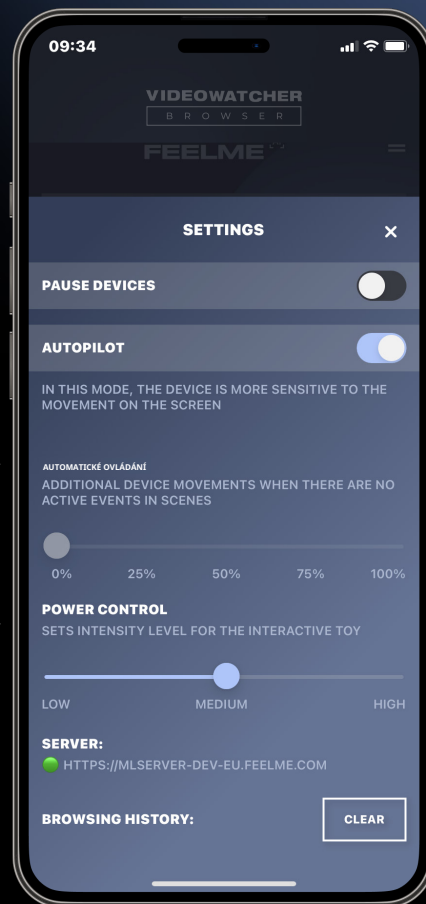 09:34
VIDEOWATCHER
BROWSER
FEELME
SETTINGS
PAUSE DEVICES
AUTOPILOT
IN THIS MODE, THE DEVICE IS MORE SENSITIVE TO THE
MOVEMENT ON THE SCREEN
AUTOMATICKÉ OVLÁDÁNÍ
ADDITIONAL DEVICE MOVEMENTS WHEN THERE ARE NO
ACTIVE EVENTS IN SCENES
0% 25% 50% 75% 100%
POWER CONTROL
SETS INTENSITY LEVEL FOR THE INTERACTIVE TOY
LOW MEDIUM HIGH
SERVER:
HTTPS://MLSERVER-DEV-EU.FEELME.COM
BROWSING HISTORY: CLEAR